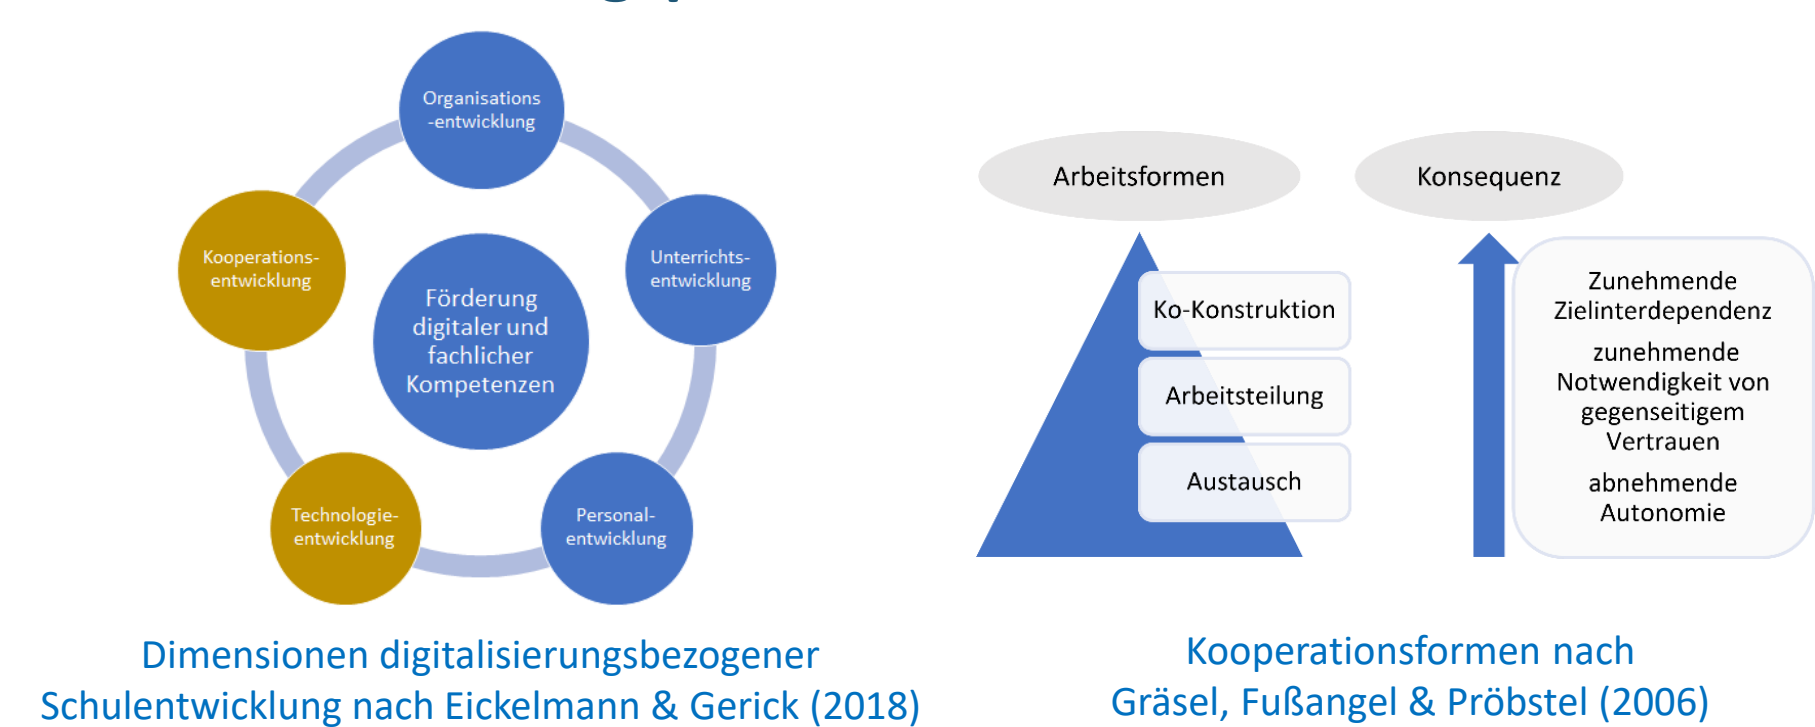 Organisations
-entwicklung
Kooperations-
entwicklung
Unterrichts-
entwicklung
Förderung
digitaler und
fachlicher
Kompetenzen
Technologie-
entwicklung
Personal-
entwicklung
Dimensionen digitalisierungsbezogener
Schulentwicklung nach Eickelmann & Gerick (2018)
Arbeitsformen
Konsequenz
Ko-Konstruktion
Arbeitsteilung
Austausch
Zunehmende
Zielinterdependenz
zunehmende
Notwendigkeit von
gegenseitigem
Vertrauen
abnehmende
Autonomie
Kooperationsformen nach
Gräsel, Fußangel & Pröbstel (2006)